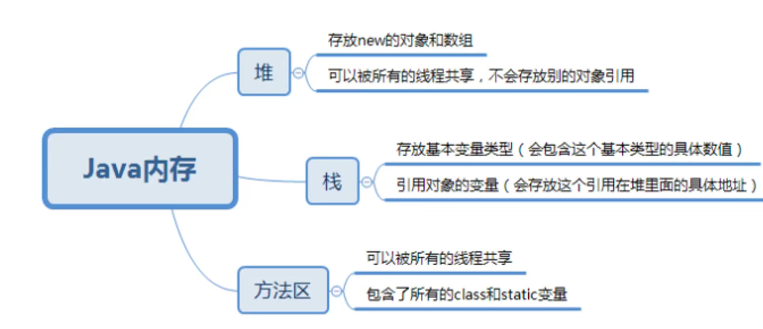 Java内存
堆
存放new的对象和数组
可以被所有的线程共享，不会存放别的对象引用
栈
存放基本变量类型（会包含这个基本类型的具体数值）
引用对象的变量（会存放这个引用在堆里面的具体地址）
方法区
可以被所有的线程共享
包含了所有的class和static变量